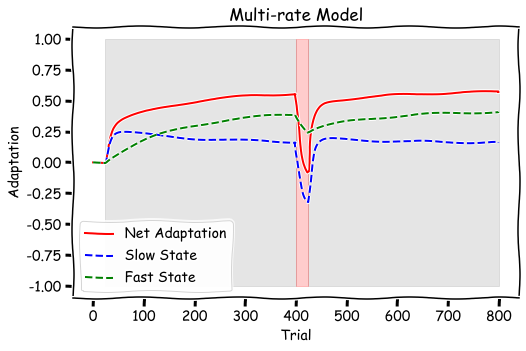 Multi-rate Model
1.00
0.75
0.50
0.25
0.00
-0.25
-0.50
-0.75
-1.00
Adaptation
Net Adaptation
Slow State
Fast State
0 100 200 300 400 500 600 700 800
Trial